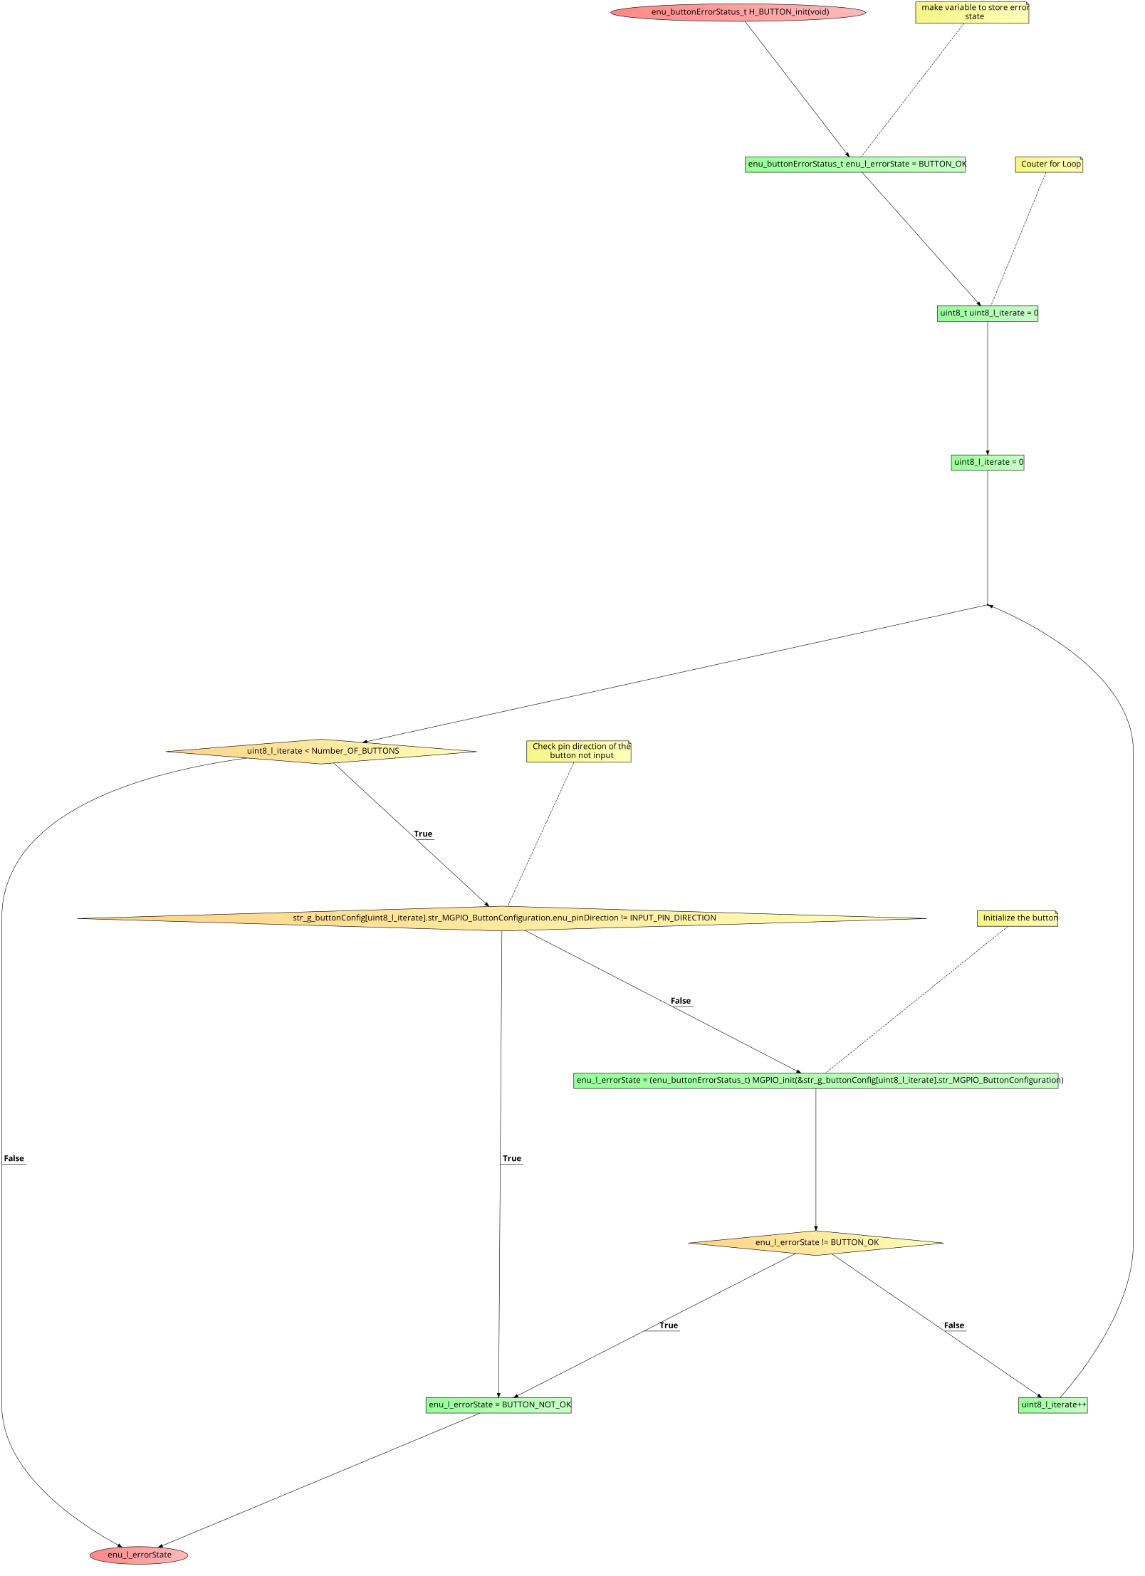 enu_buttonErrorStatus_t H_BUTTON_init(void)
make variable to store error
state
enu_buttonErrorStatus_t enu_l_errorState = BUTTON_OK
Couter for Loop
uint8_t uint8_l_iterate = 0
uint8_l_iterate = 0
uint8_l_iterate < Number_OF_BUTTONS
Check pin direction of the
button not input
True
str_g_buttonConfig[uint8_l_iterate].str_MGPIO_ButtonConfiguration.enu_pinDirection != INPUT_PIN_DIRECTION
Initialize the button
False
enu_l_errorState = (enu_buttonErrorStatus_t) MGPIO_init(&str_g_buttonConfig[uint8_l_iterate].str_MGPIO_ButtonConfiguration)
False
True
enu_l_errorState != BUTTON_OK
True
False
enu_l_errorState = BUTTON_NOT_OK
uint8_l_iterate++
enu_l_errorState